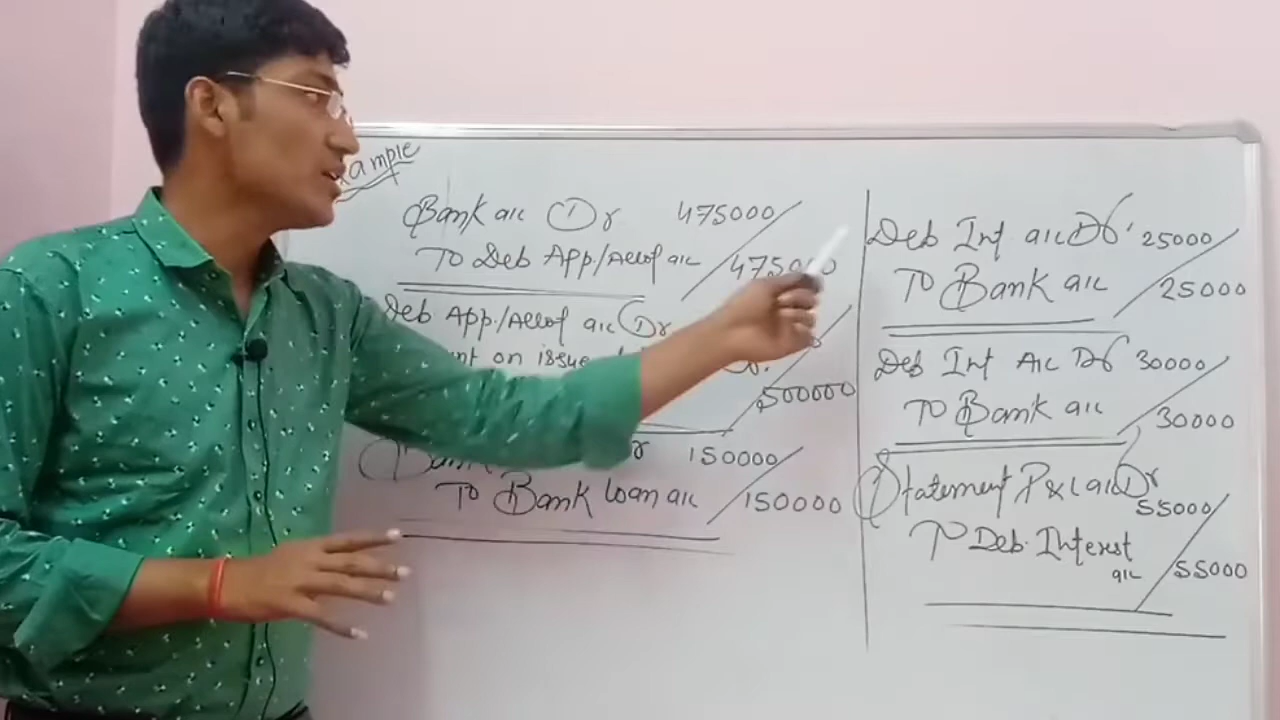 ample
Bank a/c Dr 475000
To Deb App/Allot a/c 475000
Deb. App./Allot a/c Dr
nt on issue
500000
Dr 150000
To Bank loan a/c 150000
Deb Int a/c Dr 25000
To Bank a/c 25000
Deb Int A/c Dr 30000
To Bank a/c 30000
Statement P&L a/c Dr
55000
To Deb. Interest
a/c 55000